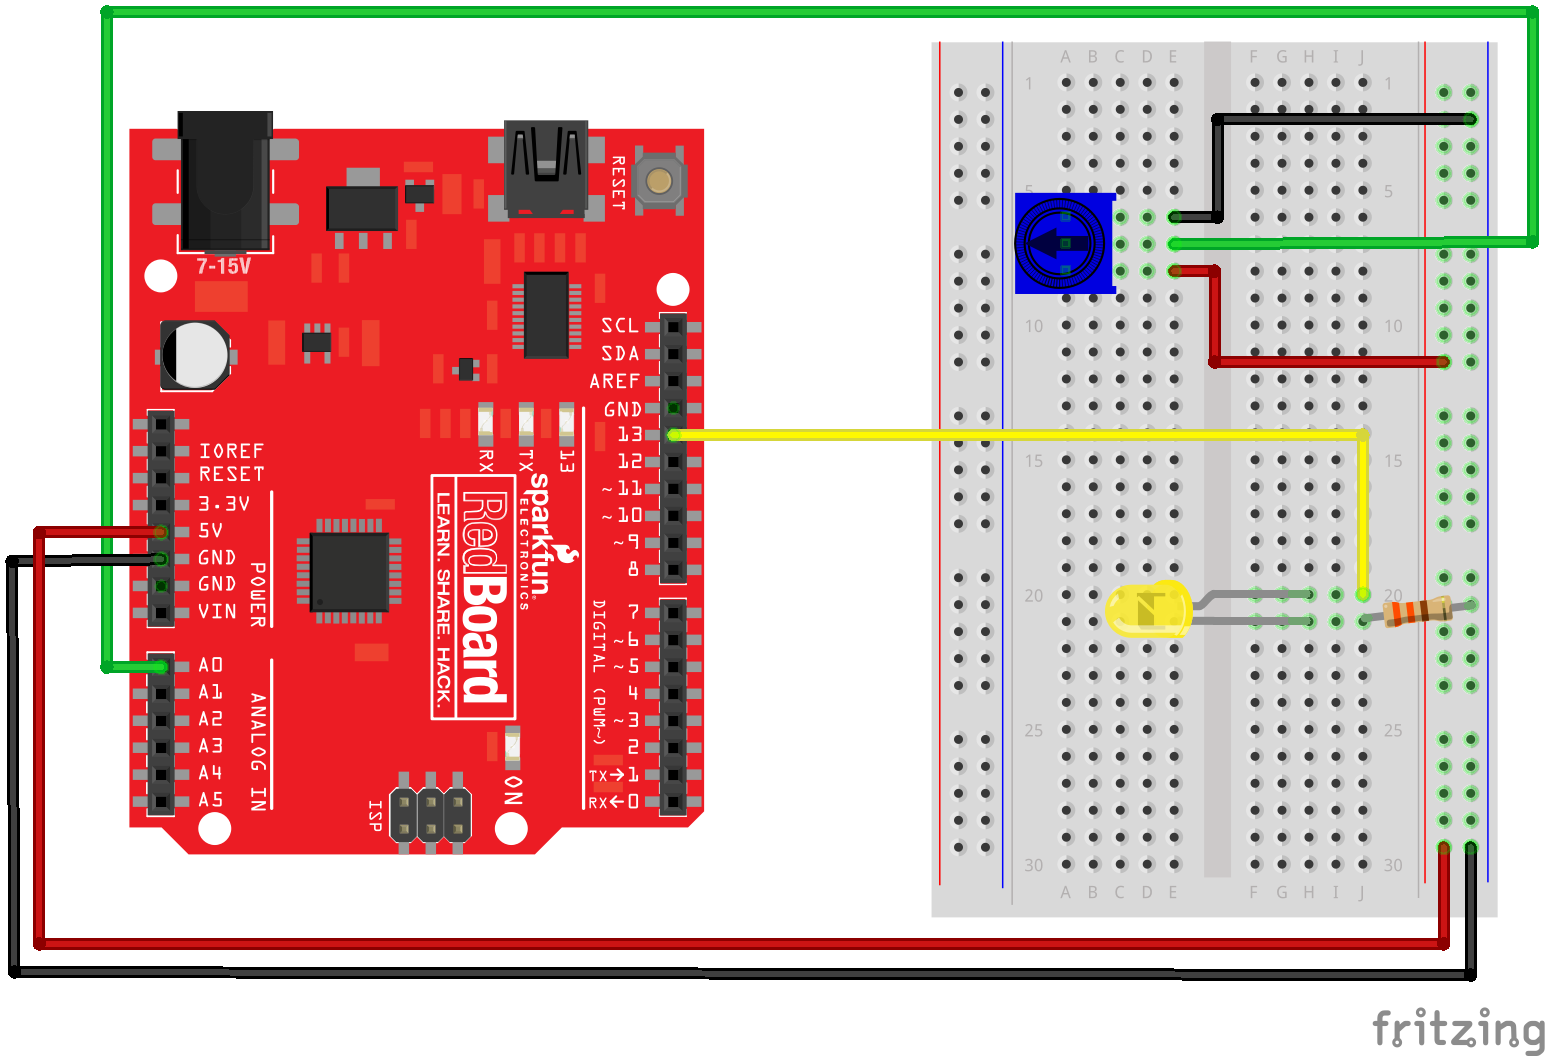 7-15V
RESET
SCL
SDA
AREF
GND
13
12
~11
~10
~9
8
7
~6
~5
4
~3
2
TX→1
RX←0
DIGITAL (PWM~)
IOREF
RESET
3.3V
5V
GND
GND
VIN
POWER
A0
A1
A2
A3
A4
A5
ANALOG IN
RX
TX
13
sparkfun
ELECTRONICS
RedBoard
LEARN. SHARE. HACK.
ON
ISP
A B C D E F G H I J
1 1
5 5
10 10
15 15
20 20
25 25
30 30
A B C D E F G H I J
fritzing